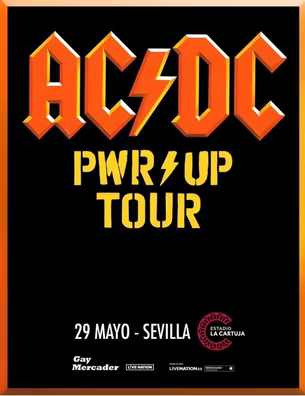 AC⚡DC
PWR⚡UP
TOUR
29 MAYO - SEVILLA
ESTADIO
LA CARTUJA
Gay
Mercader
LIVE NATION
LIVENATION.ES